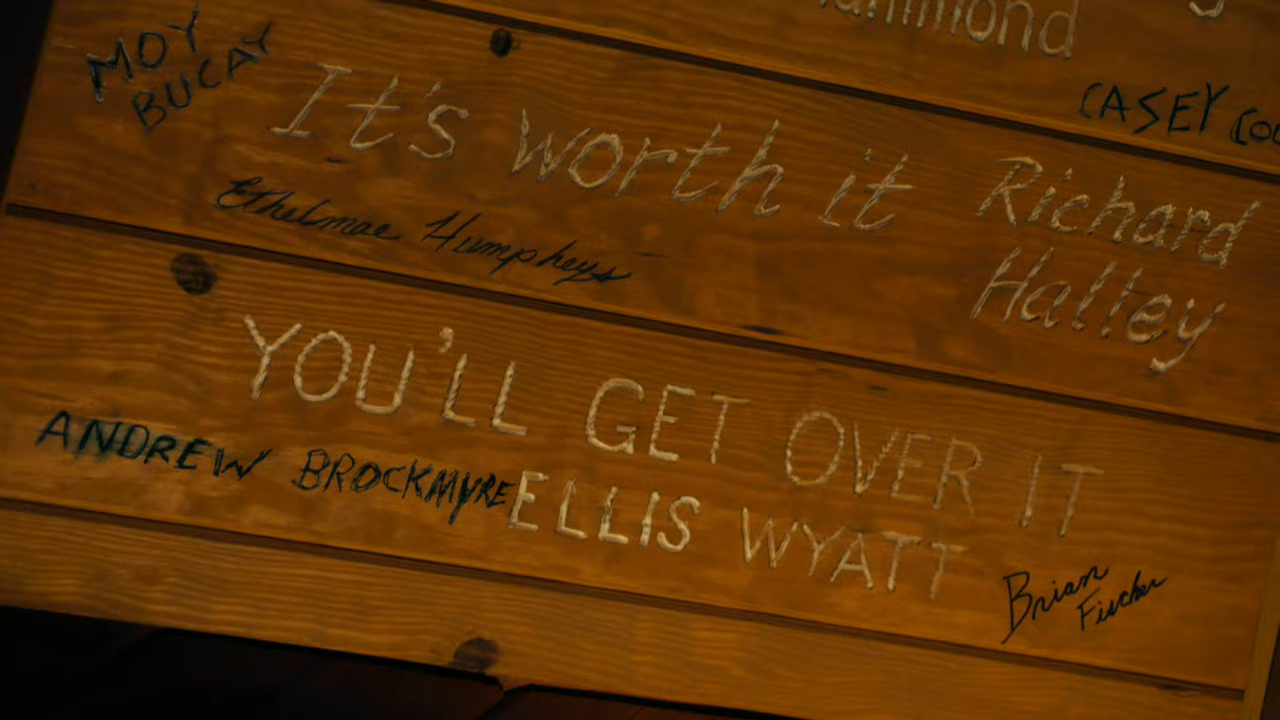 Hammond
CASEY
MOY
BUCAY
It's worth it Richard
Halley
Ethelmae Humpheys
YOU'LL GET OVER IT
ANDREW BROCKMYRE
ELLIS WYATT
Brian
Fischer